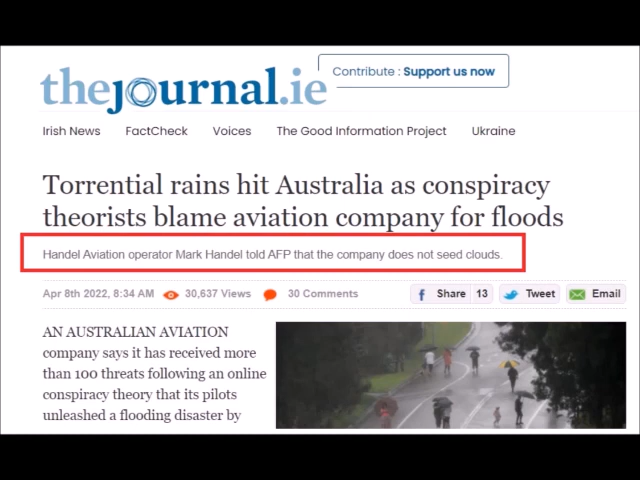 thejournal.ie
Contribute : Support us now
Irish News FactCheck Voices The Good Information Project Ukraine
Torrential rains hit Australia as conspiracy
theorists blame aviation company for floods
Handel Aviation operator Mark Handel told AFP that the company does not seed clouds.
Apr 8th 2022, 8:34 AM 30,637 Views 30 Comments Share 13 Tweet Email
AN AUSTRALIAN AVIATION
company says it has received more
than 100 threats following an online
conspiracy theory that its pilots
unleashed a flooding disaster by